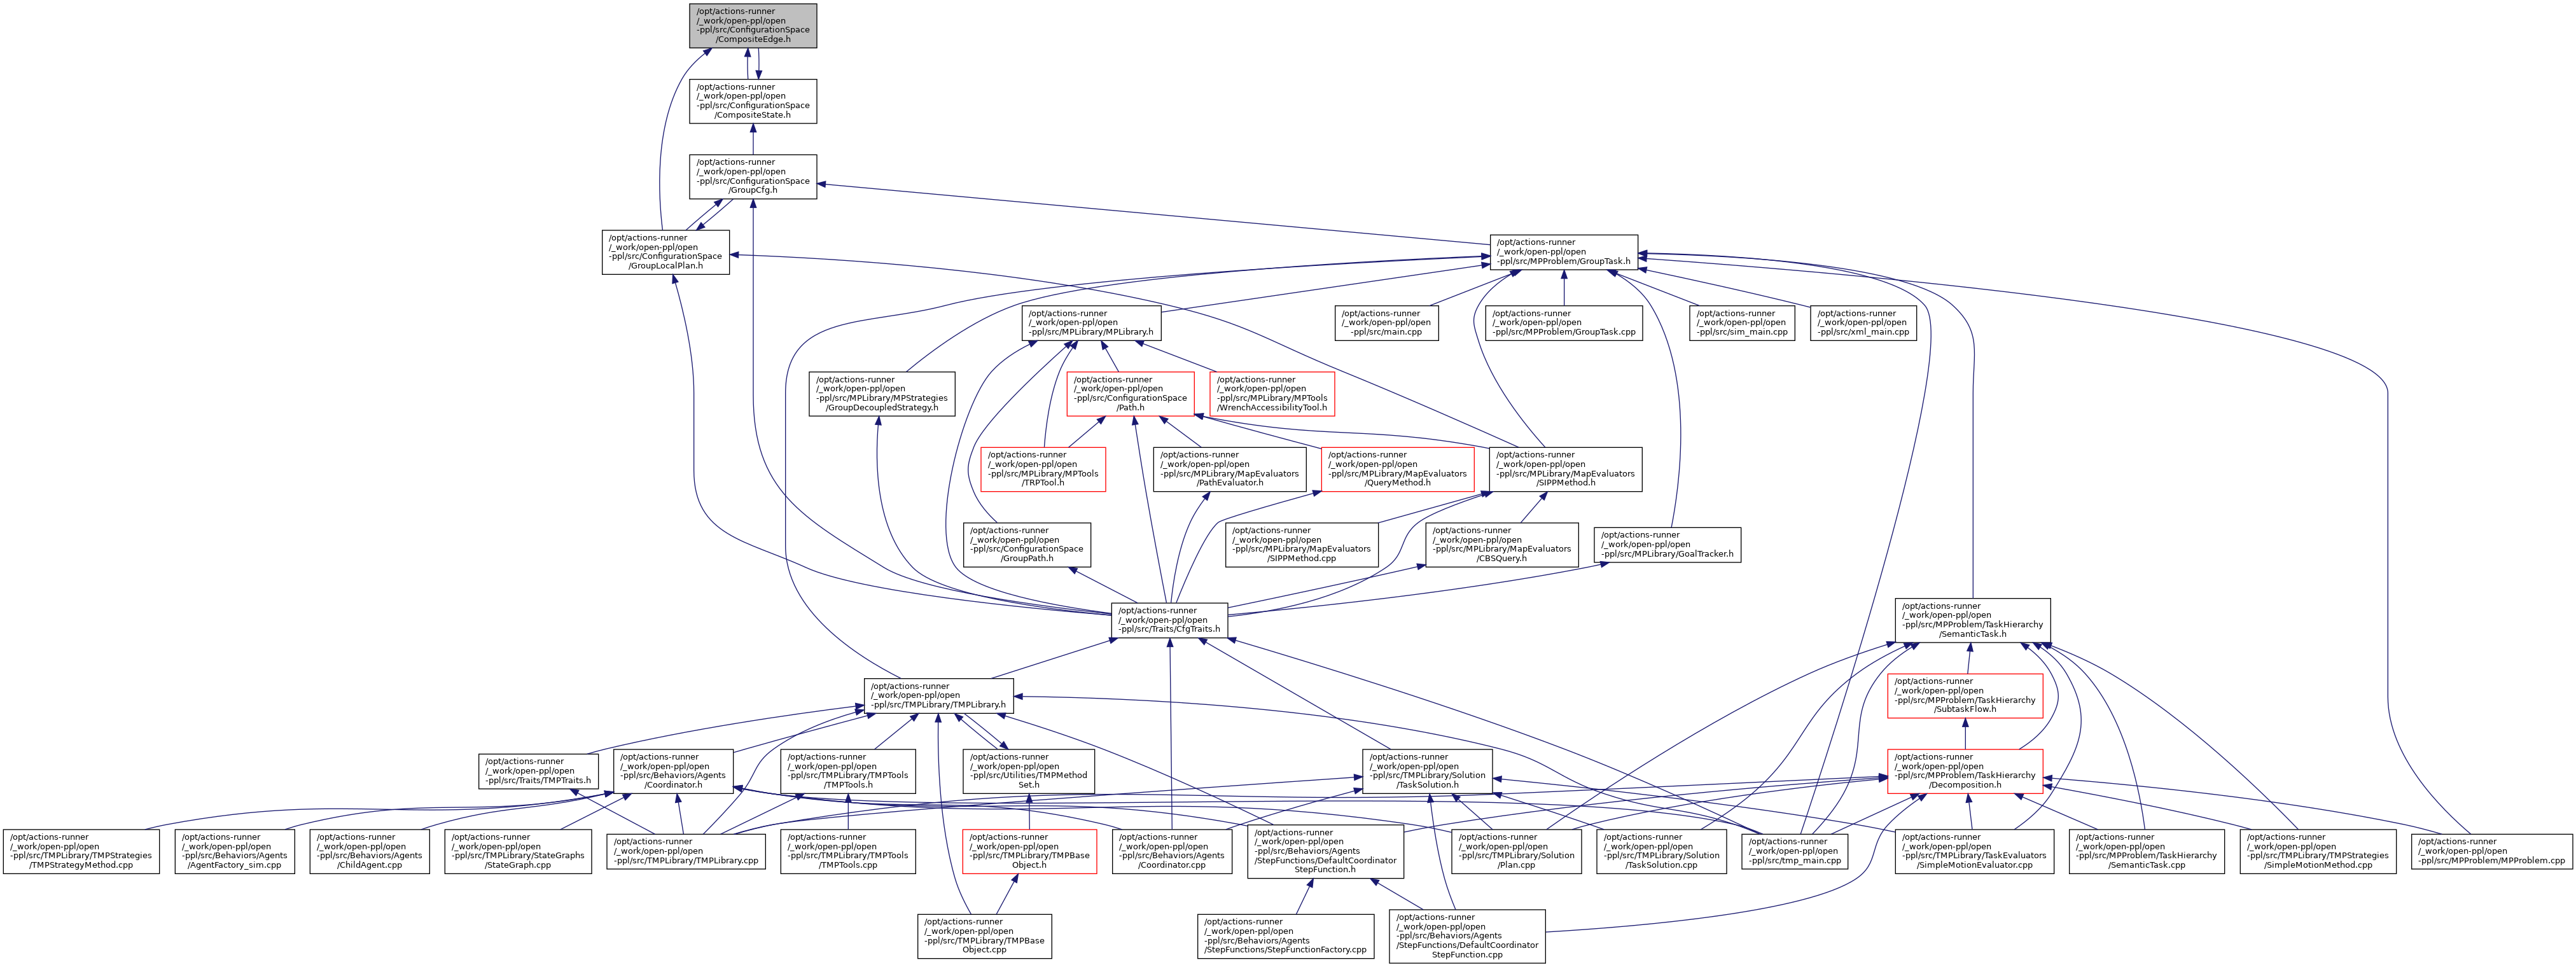 /opt/actions-runner
/_work/open-ppl/open
-ppl/src/ConfigurationSpace
/CompositeEdge.h
/opt/actions-runner
/_work/open-ppl/open
-ppl/src/ConfigurationSpace
/CompositeState.h
/opt/actions-runner
/_work/open-ppl/open
-ppl/src/ConfigurationSpace
/GroupCfg.h
/opt/actions-runner
/_work/open-ppl/open
-ppl/src/ConfigurationSpace
/GroupLocalPlan.h
/opt/actions-runner
/_work/open-ppl/open
-ppl/src/MPProblem/GroupTask.h
/opt/actions-runner
/_work/open-ppl/open
-ppl/src/MPLibrary/MPLibrary.h
/opt/actions-runner
/_work/open-ppl/open
-ppl/src/main.cpp
/opt/actions-runner
/_work/open-ppl/open
-ppl/src/MPProblem/GroupTask.cpp
/opt/actions-runner
/_work/open-ppl/open
-ppl/src/sim_main.cpp
/opt/actions-runner
/_work/open-ppl/open
-ppl/src/xml_main.cpp
/opt/actions-runner
/_work/open-ppl/open
-ppl/src/MPLibrary/MPStrategies
/GroupDecoupledStrategy.h
/opt/actions-runner
/_work/open-ppl/open
-ppl/src/ConfigurationSpace
/Path.h
/opt/actions-runner
/_work/open-ppl/open
-ppl/src/MPLibrary/MPTools
/WrenchAccessibilityTool.h
/opt/actions-runner
/_work/open-ppl/open
-ppl/src/MPLibrary/MPTools
/TRPTool.h
/opt/actions-runner
/_work/open-ppl/open
-ppl/src/MPLibrary/MapEvaluators
/PathEvaluator.h
/opt/actions-runner
/_work/open-ppl/open
-ppl/src/MPLibrary/MapEvaluators
/QueryMethod.h
/opt/actions-runner
/_work/open-ppl/open
-ppl/src/MPLibrary/MapEvaluators
/SIPPMethod.h
/opt/actions-runner
/_work/open-ppl/open
-ppl/src/ConfigurationSpace
/GroupPath.h
/opt/actions-runner
/_work/open-ppl/open
-ppl/src/MPLibrary/MapEvaluators
/SIPPMethod.cpp
/opt/actions-runner
/_work/open-ppl/open
-ppl/src/MPLibrary/MapEvaluators
/CBSQuery.h
/opt/actions-runner
/_work/open-ppl/open
-ppl/src/MPLibrary/GoalTracker.h
/opt/actions-runner
/_work/open-ppl/open
-ppl/src/Traits/CfgTraits.h
/opt/actions-runner
/_work/open-ppl/open
-ppl/src/MPProblem/TaskHierarchy
/SemanticTask.h
/opt/actions-runner
/_work/open-ppl/open
-ppl/src/TMPLibrary/TMPLibrary.h
/opt/actions-runner
/_work/open-ppl/open
-ppl/src/MPProblem/TaskHierarchy
/SubtaskFlow.h
/opt/actions-runner
/_work/open-ppl/open
-ppl/src/Traits/TMPTraits.h
/opt/actions-runner
/_work/open-ppl/open
-ppl/src/Behaviors/Agents
/Coordinator.h
/opt/actions-runner
/_work/open-ppl/open
-ppl/src/TMPLibrary/TMPTools
/TMPTools.h
/opt/actions-runner
/_work/open-ppl/open
-ppl/src/Utilities/TMPMethod
Set.h
/opt/actions-runner
/_work/open-ppl/open
-ppl/src/TMPLibrary/Solution
/TaskSolution.h
/opt/actions-runner
/_work/open-ppl/open
-ppl/src/MPProblem/TaskHierarchy
/Decomposition.h
/opt/actions-runner
/_work/open-ppl/open
-ppl/src/TMPLibrary/TMPStrategies
/TMPStrategyMethod.cpp
/opt/actions-runner
/_work/open-ppl/open
-ppl/src/Behaviors/Agents
/AgentFactory_sim.cpp
/opt/actions-runner
/_work/open-ppl/open
-ppl/src/Behaviors/Agents
/ChildAgent.cpp
/opt/actions-runner
/_work/open-ppl/open
-ppl/src/TMPLibrary/StateGraphs
/StateGraph.cpp
/opt/actions-runner
/_work/open-ppl/open
-ppl/src/TMPLibrary/TMPLibrary.cpp
/opt/actions-runner
/_work/open-ppl/open
-ppl/src/TMPLibrary/TMPTools
/TMPTools.cpp
/opt/actions-runner
/_work/open-ppl/open
-ppl/src/TMPLibrary/TMPBase
Object.h
/opt/actions-runner
/_work/open-ppl/open
-ppl/src/Behaviors/Agents
/Coordinator.cpp
/opt/actions-runner
/_work/open-ppl/open
-ppl/src/Behaviors/Agents
/StepFunctions/DefaultCoordinator
StepFunction.h
/opt/actions-runner
/_work/open-ppl/open
-ppl/src/TMPLibrary/Solution
/Plan.cpp
/opt/actions-runner
/_work/open-ppl/open
-ppl/src/TMPLibrary/Solution
/TaskSolution.cpp
/opt/actions-runner
/_work/open-ppl/open
-ppl/src/tmp_main.cpp
/opt/actions-runner
/_work/open-ppl/open
-ppl/src/TMPLibrary/TaskEvaluators
/SimpleMotionEvaluator.cpp
/opt/actions-runner
/_work/open-ppl/open
-ppl/src/MPProblem/TaskHierarchy
/SemanticTask.cpp
/opt/actions-runner
/_work/open-ppl/open
-ppl/src/TMPLibrary/TMPStrategies
/SimpleMotionMethod.cpp
/opt/actions-runner
/_work/open-ppl/open
-ppl/src/MPProblem/MPProblem.cpp
/opt/actions-runner
/_work/open-ppl/open
-ppl/src/TMPLibrary/TMPBase
Object.cpp
/opt/actions-runner
/_work/open-ppl/open
-ppl/src/Behaviors/Agents
/StepFunctions/StepFunctionFactory.cpp
/opt/actions-runner
/_work/open-ppl/open
-ppl/src/Behaviors/Agents
/StepFunctions/DefaultCoordinator
StepFunction.cpp